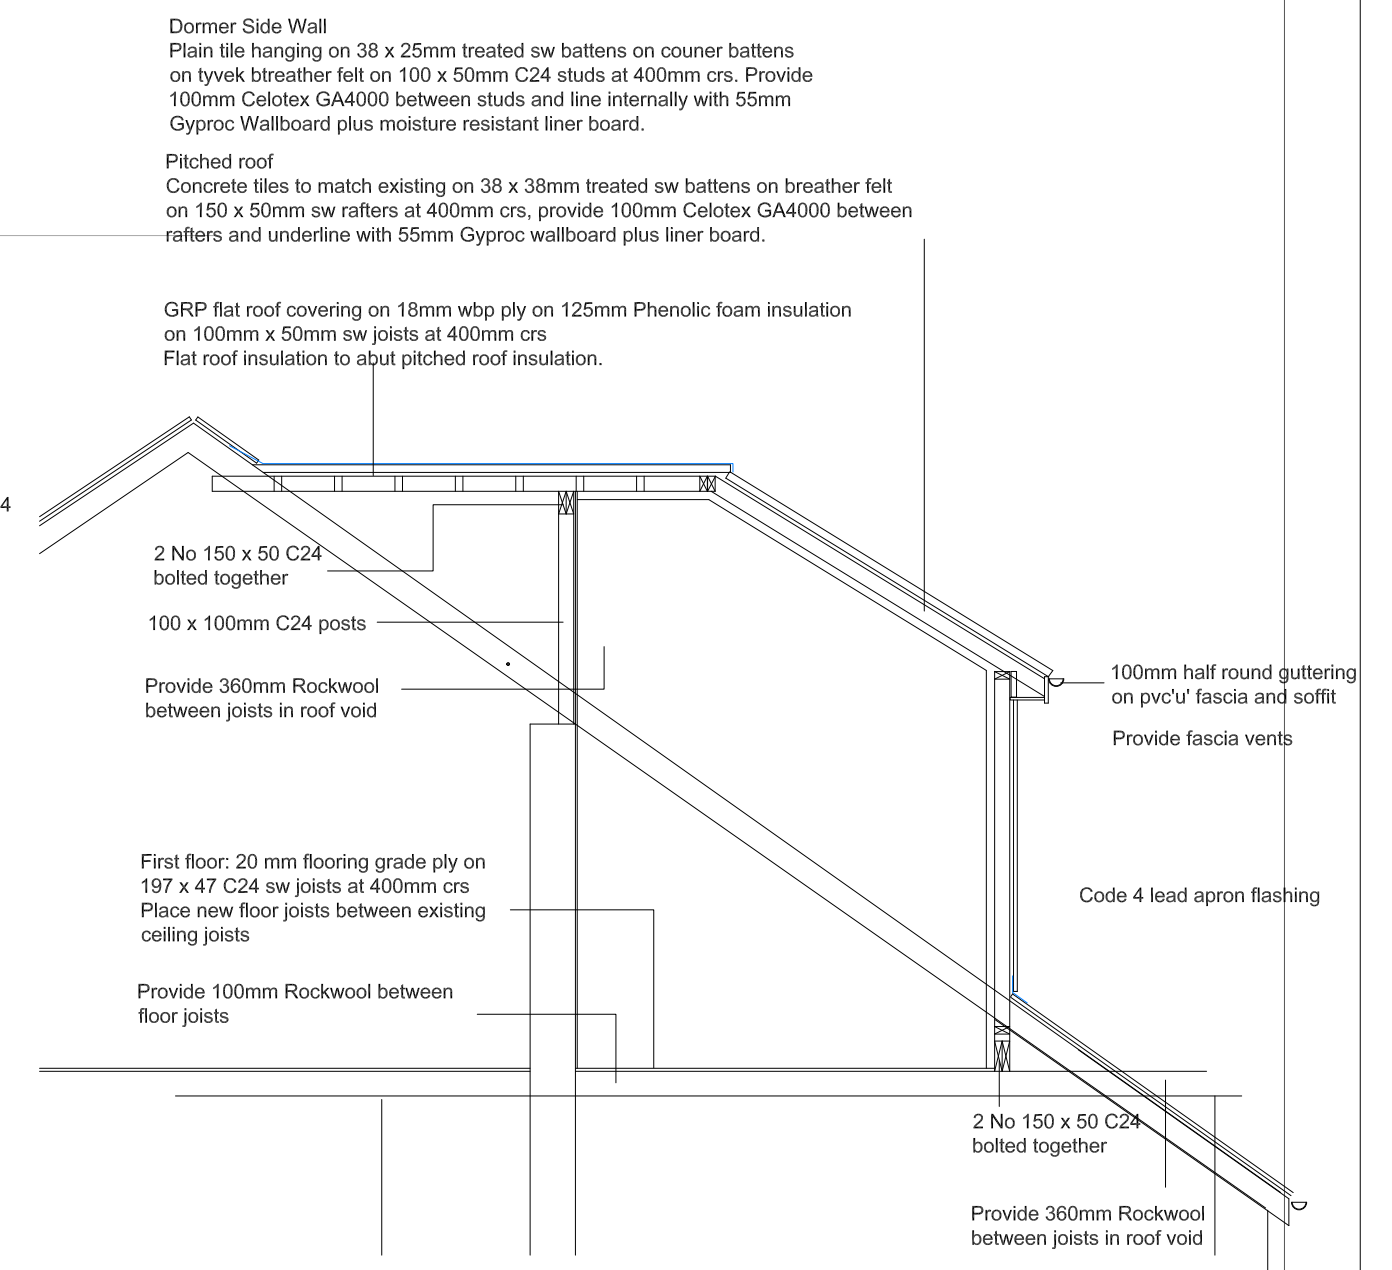 Dormer Side Wall
Plain tile hanging on 38 x 25mm treated sw battens on couner battens
on tyvek btreather felt on 100 x 50mm C24 studs at 400mm crs. Provide
100mm Celotex GA4000 between studs and line internally with 55mm
Gyproc Wallboard plus moisture resistant liner board.
Pitched roof
Concrete tiles to match existing on 38 x 38mm treated sw battens on breather felt
on 150 x 50mm sw rafters at 400mm crs, provide 100mm Celotex GA4000 between
rafters and underline with 55mm Gyproc wallboard plus liner board.
GRP flat roof covering on 18mm wbp ply on 125mm Phenolic foam insulation
on 100mm x 50mm sw joists at 400mm crs
Flat roof insulation to abut pitched roof insulation.
4
2 No 150 x 50 C24
bolted together
100 x 100mm C24 posts
Provide 360mm Rockwool
between joists in roof void
100mm half round guttering
on pvc'u' fascia and soffit
Provide fascia vents
First floor: 20 mm flooring grade ply on
197 x 47 C24 sw joists at 400mm crs
Place new floor joists between existing
ceiling joists
Code 4 lead apron flashing
Provide 100mm Rockwool between
floor joists
2 No 150 x 50 C24
bolted together
Provide 360mm Rockwool
between joists in roof void